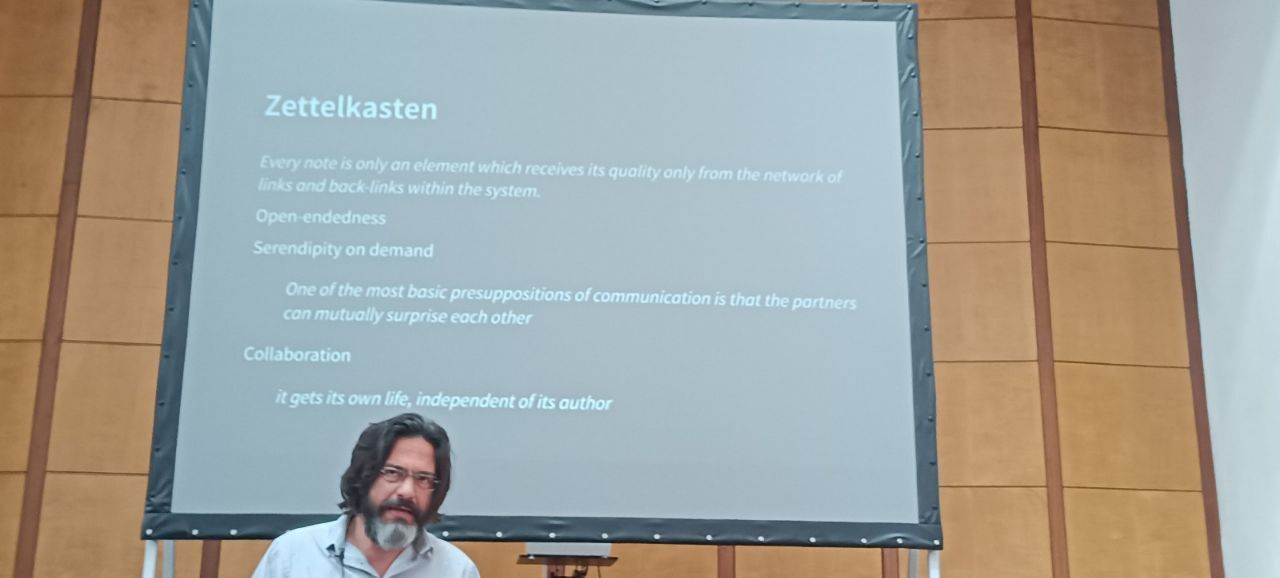 Zettelkasten
Every note is only an element which receives its quality only from the network of
links and back-links within the system.
Open-endedness
Serendipity on demand
One of the most basic presuppositions of communication is that the partners
can mutually surprise each other
Collaboration
it gets its own life, independent of its author